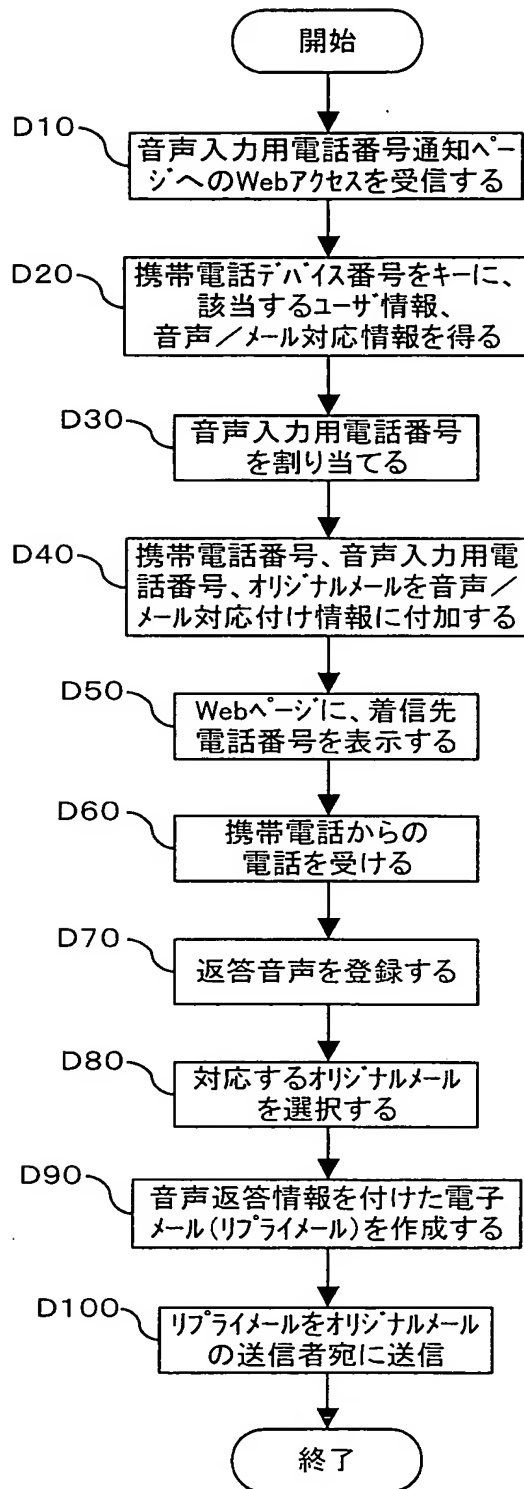 開始
D10
音声入力用電話番号通知ペー
ジへのWebアクセスを受信する
D20
携帯電話デバイス番号をキーに、
該当するユーザ情報、
音声／メール対応情報を得る
D30
音声入力用電話番号
を割り当てる
D40
携帯電話番号、音声入力用電
話番号、オリジナルメールを音声／
メール対応付け情報に付加する
D50
Webページに、着信先
電話番号を表示する
D60
携帯電話からの
電話を受ける
D70
返答音声を登録する
D80
対応するオリジナルメール
を選択する
D90
音声返答情報を付けた電子
メール(リプライメール)を作成する
D100
リプライメールをオリジナルメール
の送信者宛に送信
終了